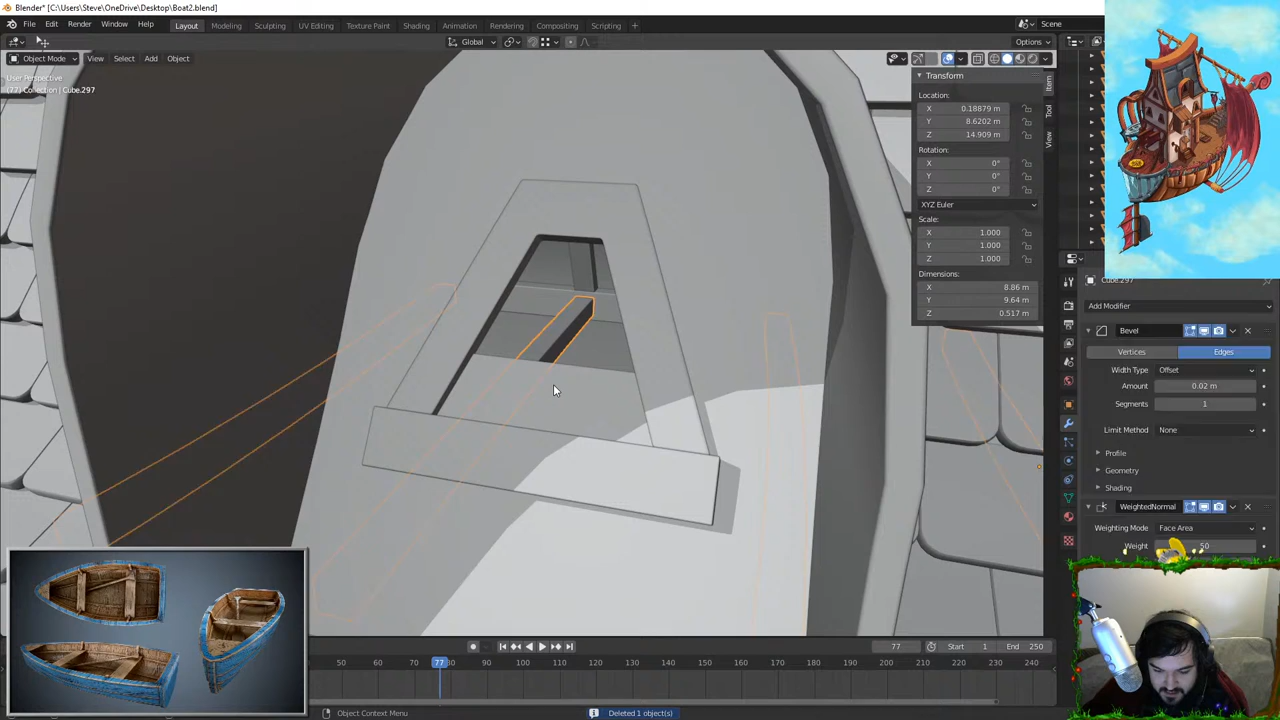 Blender* [C:\Users\Steve\OneDrive\Desktop\Boat2.blend]
File Edit Render Window Help Layout Modeling Sculpting UV Editing Texture Paint Shading Animation Rendering Compositing Scripting + Scene
Global Options
Object Mode View Select Add Object
User Perspective
(77) Collection | Cube.297
Transform
Location:
X 0.18879 m
Y 8.6202 m
Z 14.909 m
Rotation:
X 0°
Y 0°
Z 0°
XYZ Euler
Scale:
X 1.000
Y 1.000
Z 1.000
Dimensions:
X 8.86 m
Y 9.64 m
Z 0.517 m
Item
Tool
View
Cube.297
Add Modifier
Bevel
Vertices Edges
Width Type Offset
Amount 0.02 m
Segments 1
Limit Method None
Profile
Geometry
Shading
WeightedNormal
Weighting Mode Face Area
Weight 50
77 Start 1 End 250
50 60 70 77 80 90 100 110 120 130 140 150 160 170 180 190 200 210 220 230 240 250
Object Context Menu Deleted 1 object(s)